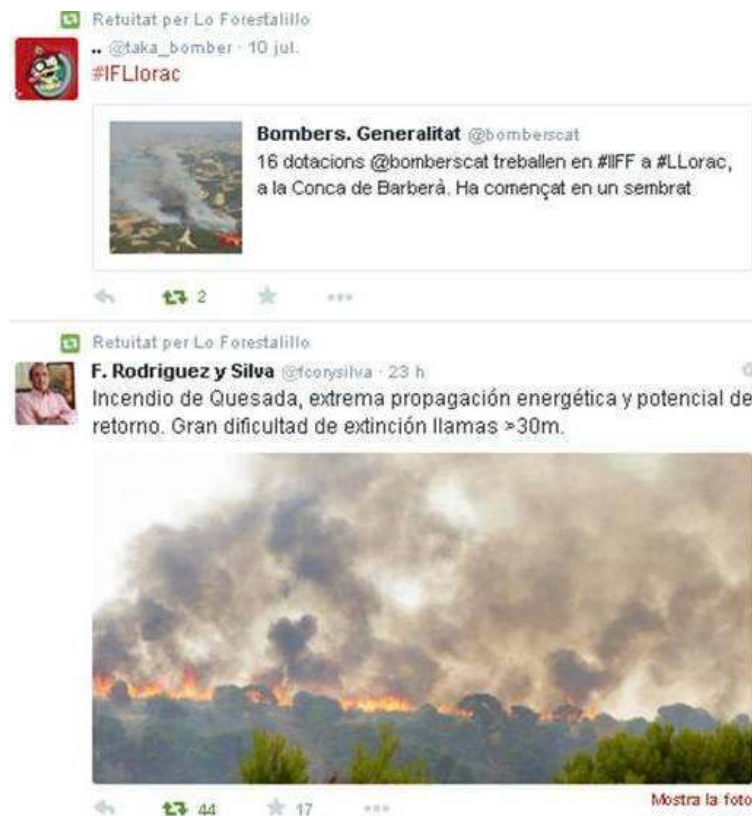 Retuitat per Lo Forestalillo
.. @taka_bomber · 10 jul.
#IFLlorac
Bombers. Generalitat @bomberscat
16 dotacions @bomberscat treballen en #IIFF a #LLorac,
a la Conca de Barberà. Ha començat en un sembrat
2
Retuitat per Lo Forestalillo
F. Rodriguez y Silva @fcorysilva · 23 h
Incendio de Quesada, extrema propagación energética y potencial de
retorno. Gran dificultad de extinción llamas >30m.
44 17
Mostra la foto